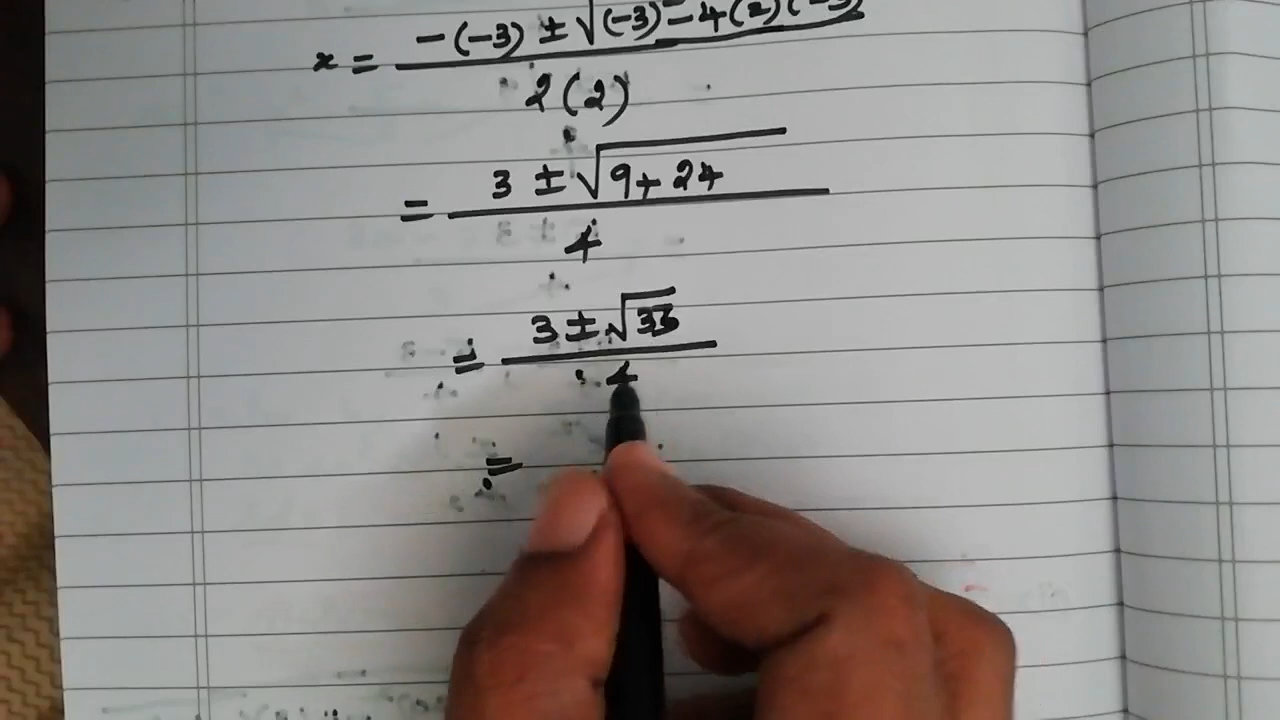 x = -(-3) ± √(-3)² - 4(2)(-3)
2(2)
= 3 ± √9+24
4
= 3 ± √33
4
=